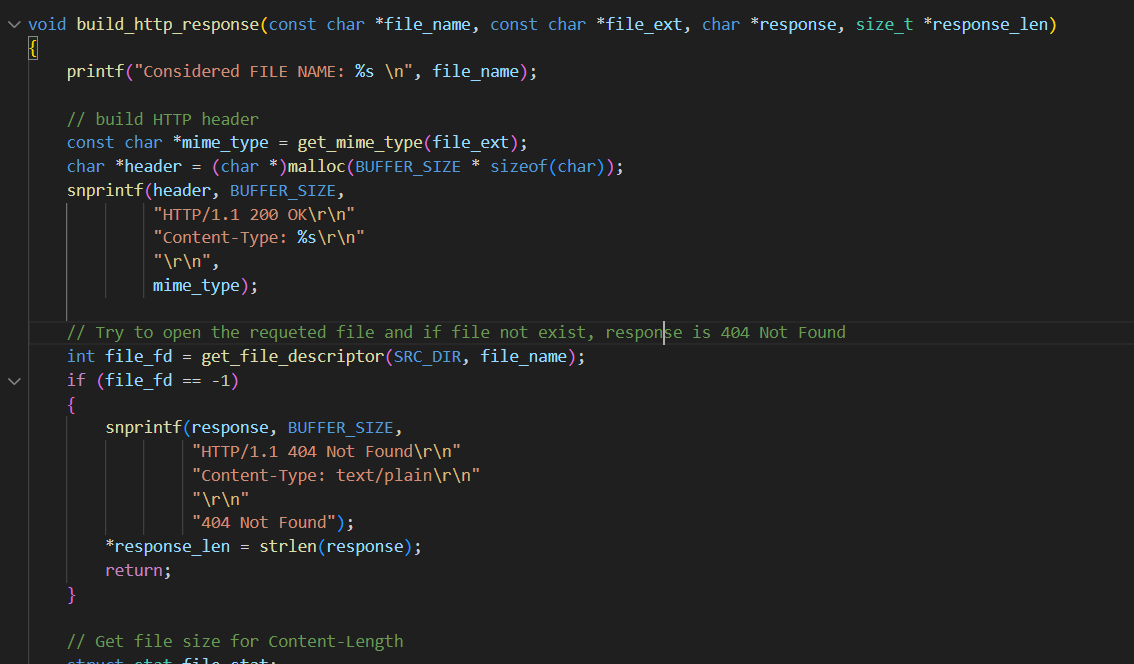 void build_http_response(const char *file_name, const char *file_ext, char *response, size_t *response_len)
{
    printf("Considered FILE NAME: %s \n", file_name);

    // build HTTP header
    const char *mime_type = get_mime_type(file_ext);
    char *header = (char *)malloc(BUFFER_SIZE * sizeof(char));
    snprintf(header, BUFFER_SIZE,
             "HTTP/1.1 200 OK\r\n"
             "Content-Type: %s\r\n"
             "\r\n",
             mime_type);

    // Try to open the requeted file and if file not exist, response is 404 Not Found
    int file_fd = get_file_descriptor(SRC_DIR, file_name);
    if (file_fd == -1)
    {
        snprintf(response, BUFFER_SIZE,
                 "HTTP/1.1 404 Not Found\r\n"
                 "Content-Type: text/plain\r\n"
                 "\r\n"
                 "404 Not Found");
        *response_len = strlen(response);
        return;
    }

    // Get file size for Content-Length
    struct stat file_stat;